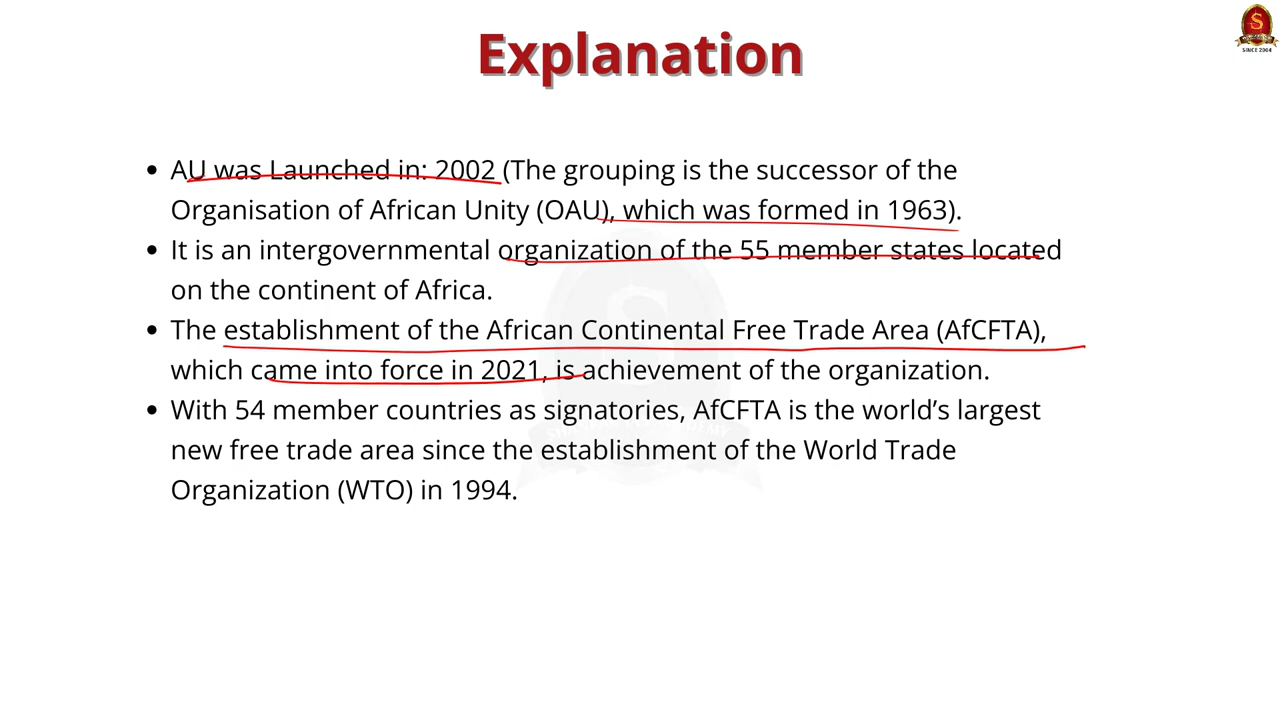 Explanation
S
SINCE 2004
• AU was Launched in: 2002 (The grouping is the successor of the
Organisation of African Unity (OAU), which was formed in 1963).
• It is an intergovernmental organization of the 55 member states located
on the continent of Africa.
• The establishment of the African Continental Free Trade Area (AfCFTA),
which came into force in 2021, is achievement of the organization.
• With 54 member countries as signatories, AfCFTA is the world’s largest
new free trade area since the establishment of the World Trade
Organization (WTO) in 1994.